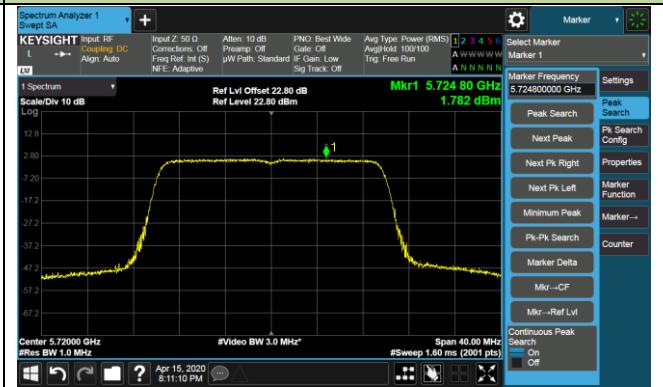 Spectrum Analyzer 1
Swept SA
Marker
KEYSIGHT
L
LXI
Input: RF
Coupling: DC
Align: Auto
Input Z: 50 Ω
Corrections: Off
Freq Ref: Int (S)
NFE: Adaptive
Atten: 10 dB
Preamp: Off
µW Path: Standard
PNO: Best Wide
Gate: Off
IF Gain: Low
Sig Track: Off
Avg Type: Power (RMS)
Avg|Hold: 100/100
Trig: Free Run
1 2 3 4 5 6
A W W W W W
A N N N N N
Select Marker
Marker 1
1 Spectrum
Scale/Div 10 dB
Log
Ref Lvl Offset 22.80 dB
Ref Level 22.80 dBm
Mkr1 5.724 80 GHz
1.782 dBm
1
12.8
2.80
-7.20
-17.2
-27.2
-37.2
-47.2
-57.2
-67.2
Center 5.72000 GHz
#Res BW 1.0 MHz
#Video BW 3.0 MHz*
Span 40.00 MHz
#Sweep 1.60 ms (2001 pts)
Marker Frequency
5.724800000 GHz
Peak Search
Next Peak
Next Pk Right
Next Pk Left
Minimum Peak
Pk-Pk Search
Marker Delta
Mkr→CF
Mkr→Ref Lvl
Continuous Peak
Search
On
Off
Settings
Peak
Search
Pk Search
Config
Properties
Marker
Function
Marker→
Counter
Apr 15, 2020
8:11:10 PM